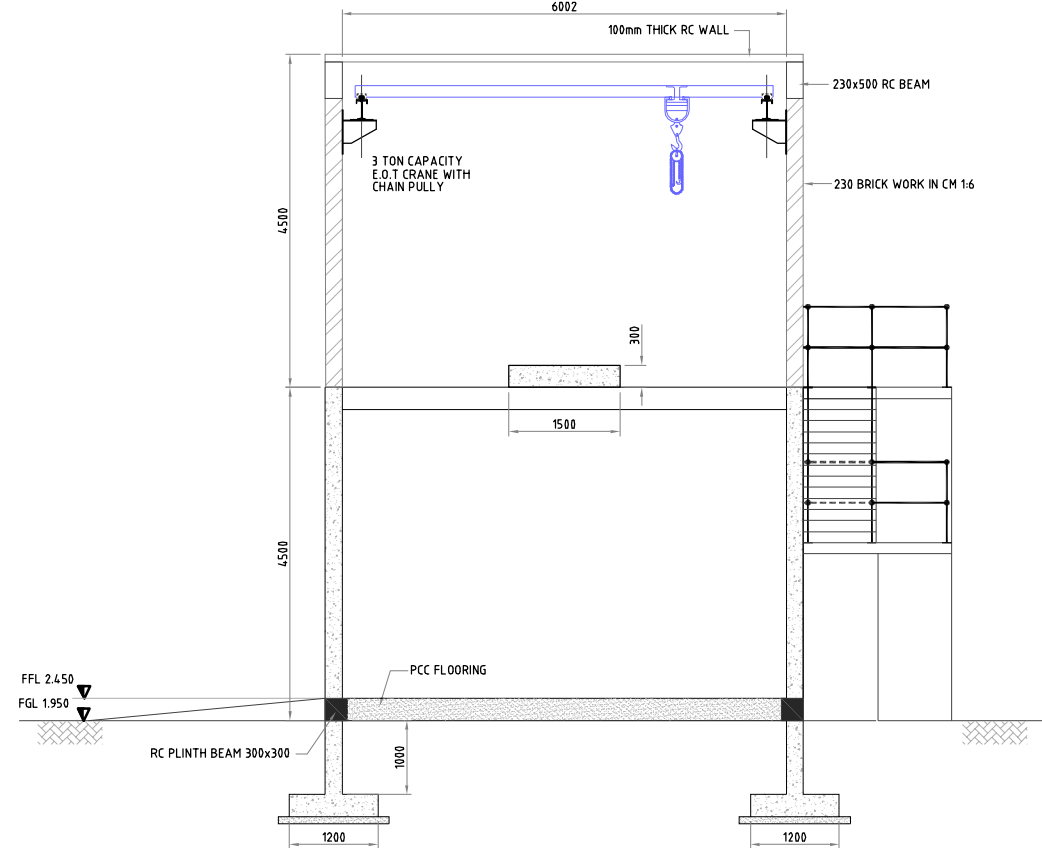 6002
100mm THICK RC WALL
230x500 RC BEAM
3 TON CAPACITY
E.O.T CRANE WITH
CHAIN PULLY
230 BRICK WORK IN CM 1:6
4500
300
1500
4500
PCC FLOORING
FFL 2.450
FGL 1.950
RC PLINTH BEAM 300x300
1000
1200
1200